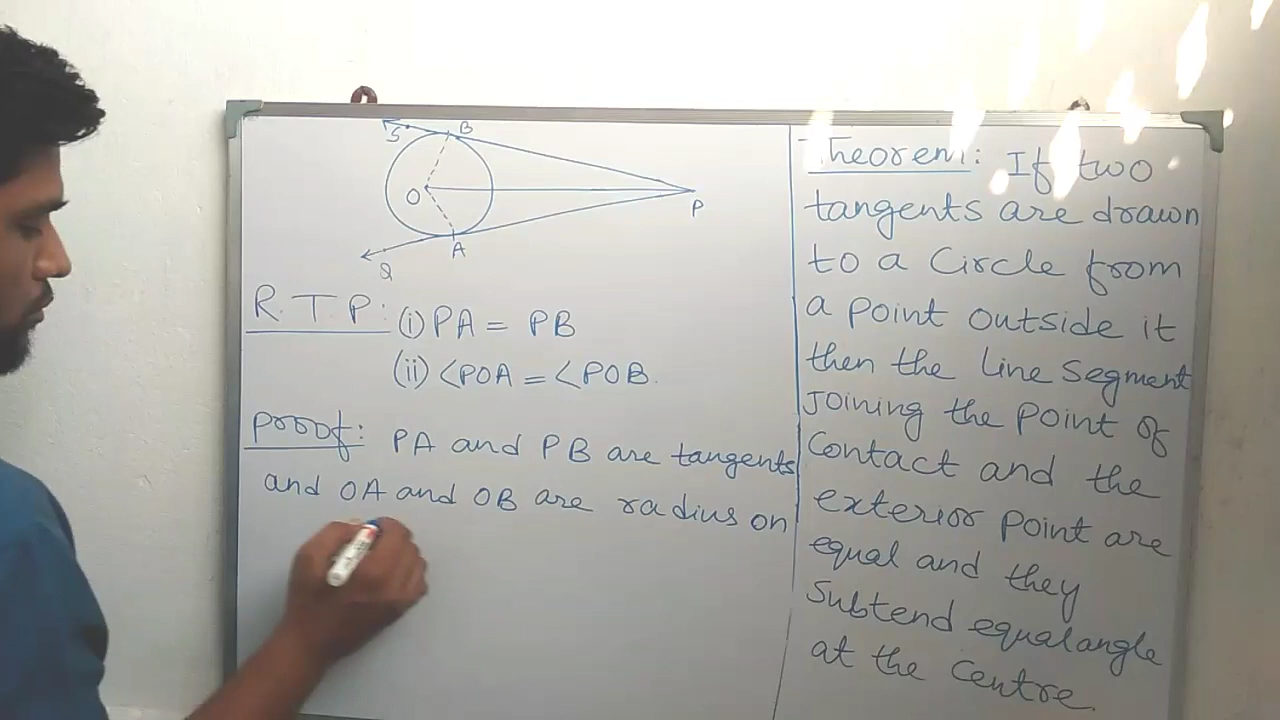 S B
O
P
A
Q
R.T.P: (i) PA = PB
(ii) <POA = <POB.
Proof: PA and PB are tangents
and OA and OB are radius on
Theorem: If two
tangents are drawn
to a Circle from
a point outside it
then the line segment
Joining the point of
Contact and the
exterior point are
equal and they
Subtend equal angle
at the Centre.